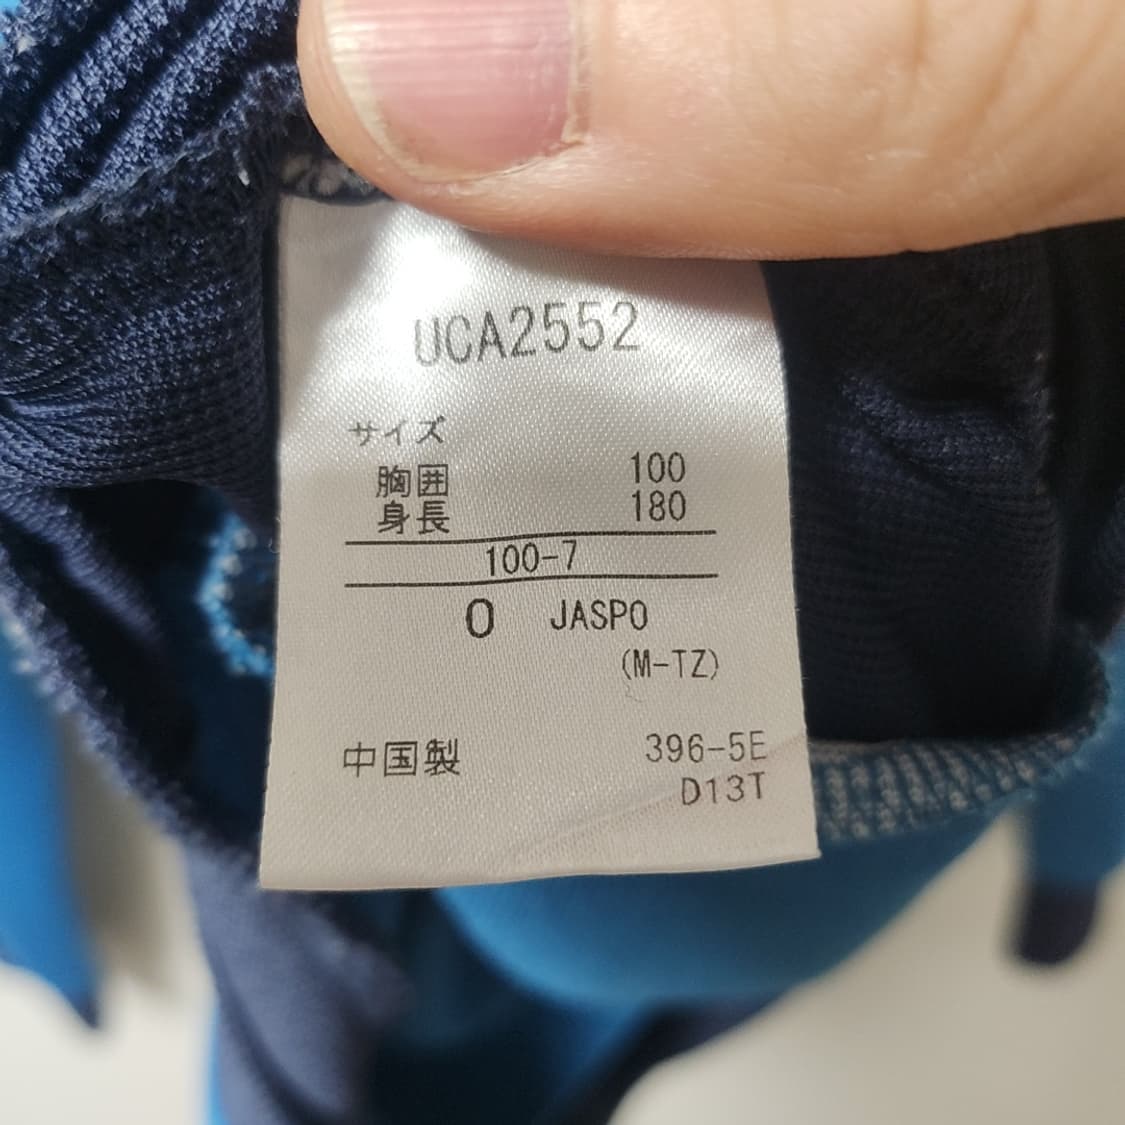 UCA2552
サイズ
胸囲 100
身長 180
100-7
O JASPO
(M-TZ)
中国製 396-5E
D13T